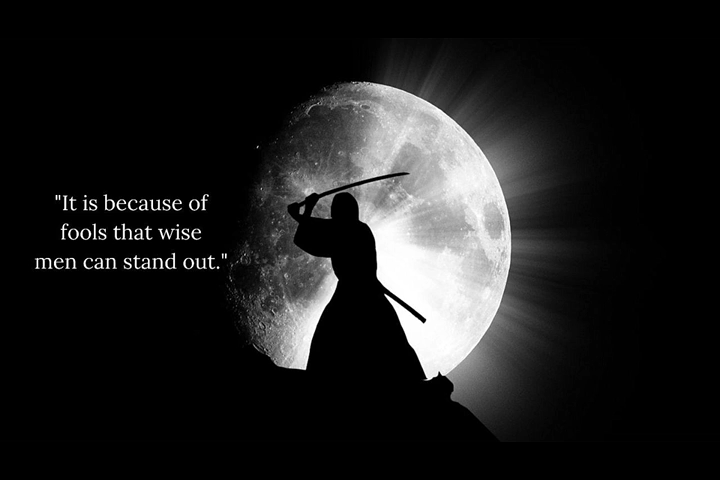 "It is because of
fools that wise
men can stand out."